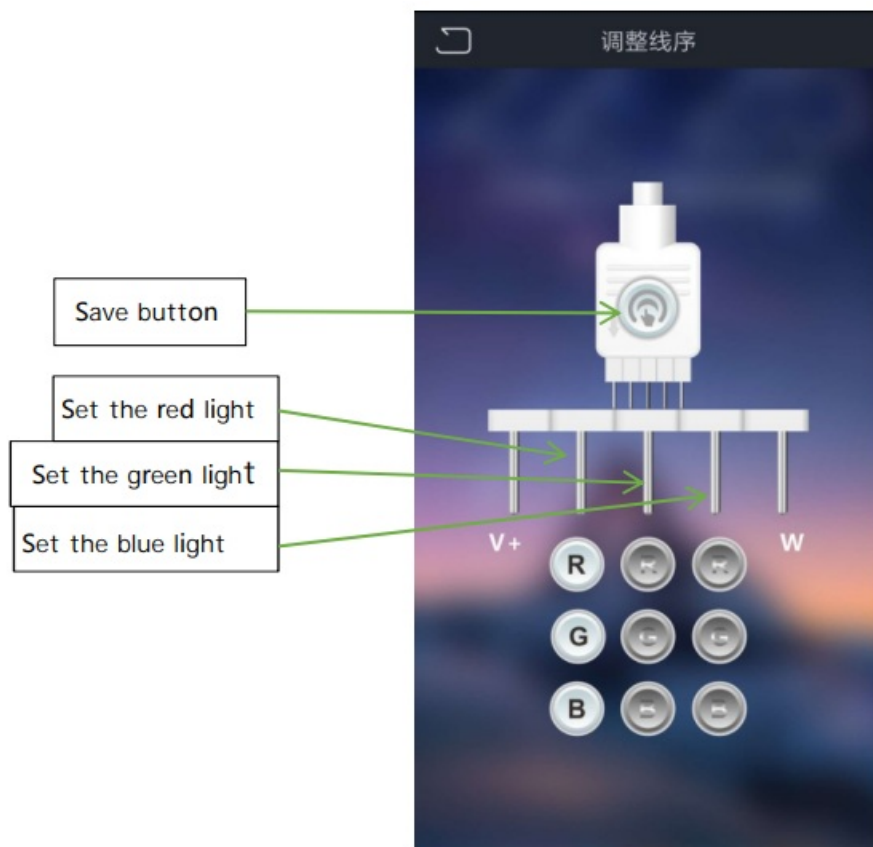 调整线序
Save button
Set the red light
Set the green light
Set the blue light
V+ W
R R R
G G G
B B B